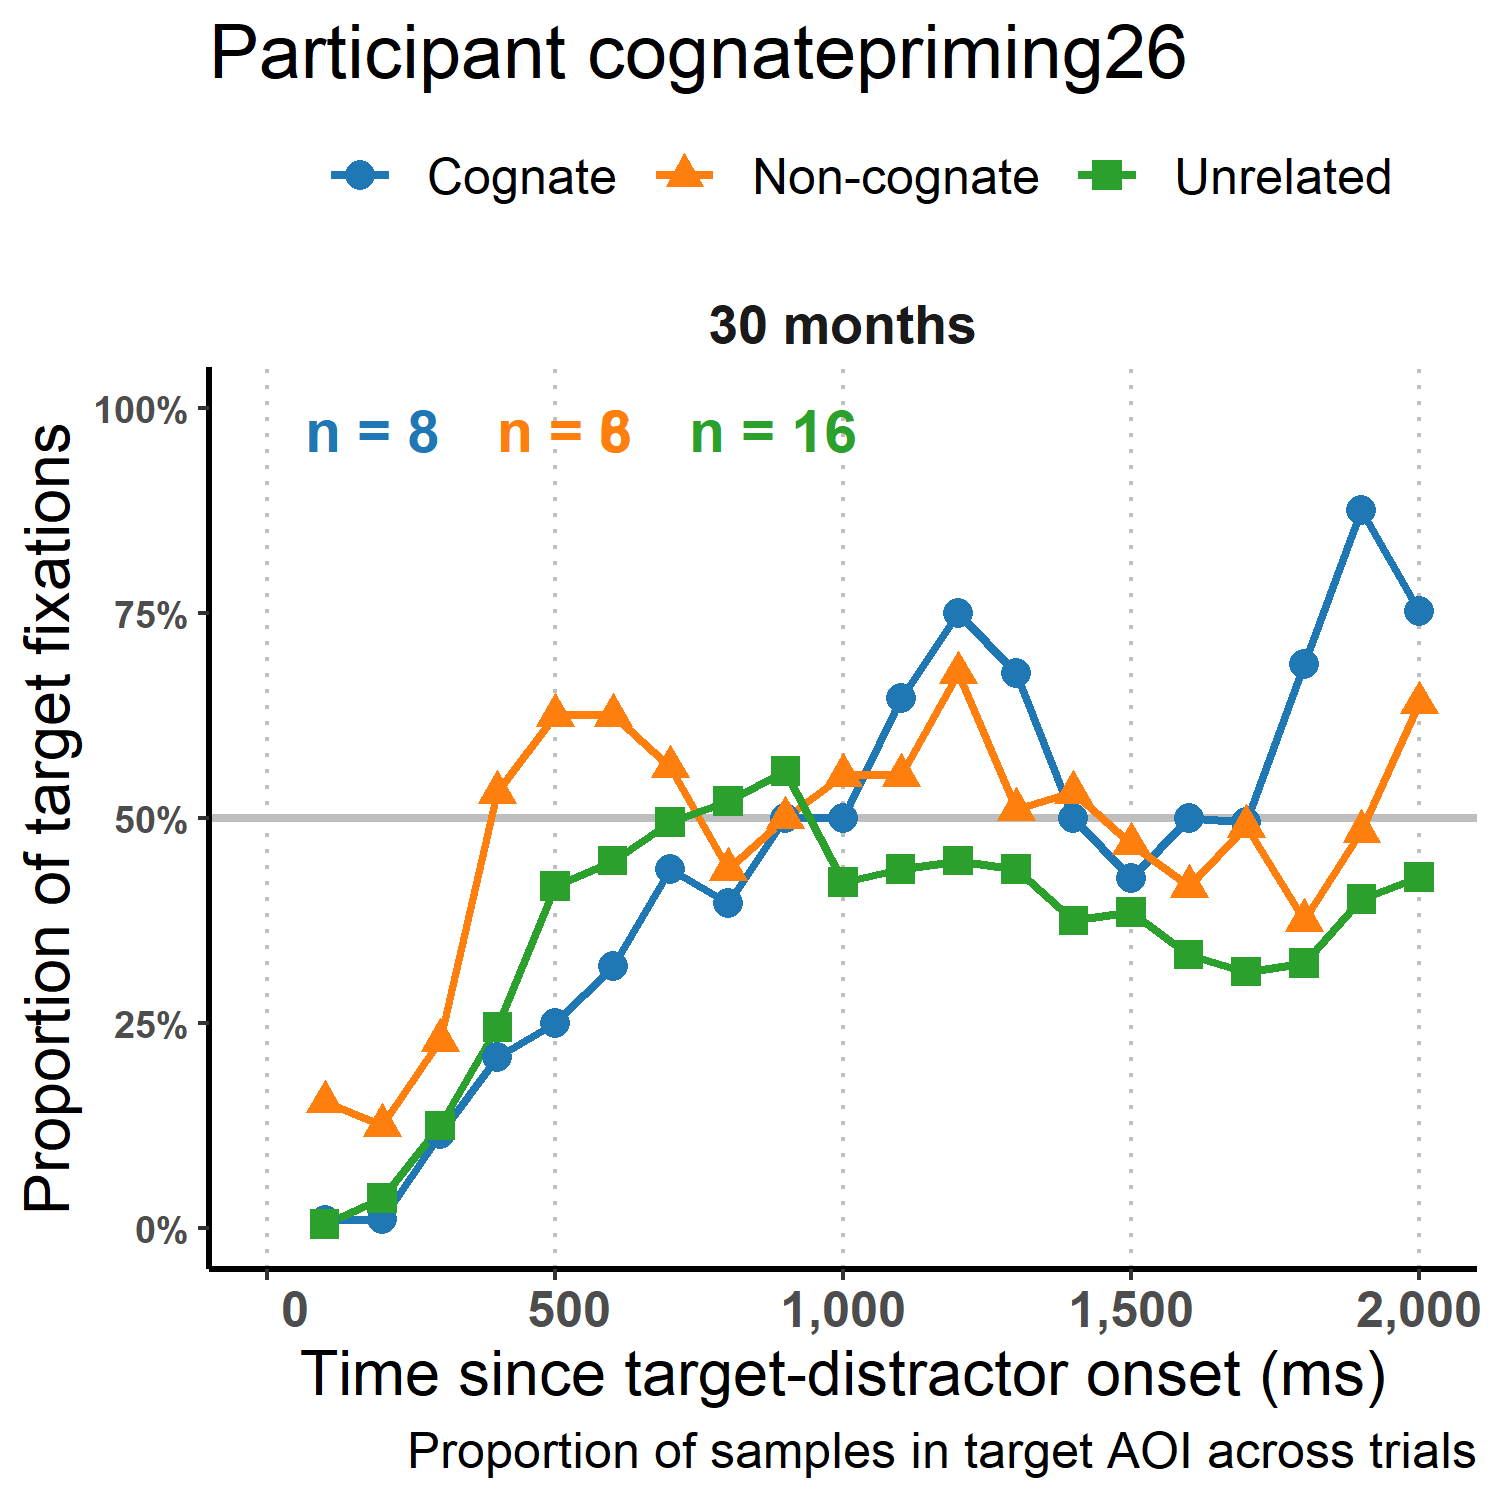 Participant cognatepriming26
Cognate Non-cognate Unrelated
30 months
n = 8 n = n = 16
100%
75%
50%
25%
0%
Proportion of target fixations
0 500 1,000 1,500 2,000
Time since target-distractor onset (ms)
Proportion of samples in target AOI across trials